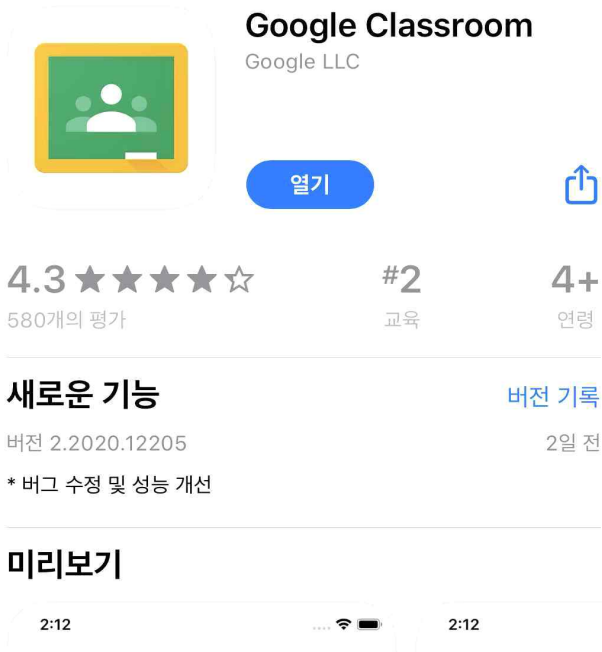 Google Classroom
Google LLC
열기
4.3 ★★★★☆ #2 4+
580개의 평가 교육 연령
새로운 기능 버전 기록
버전 2.2020.12205 2일 전
* 버그 수정 및 성능 개선
미리보기
2:12 2:12